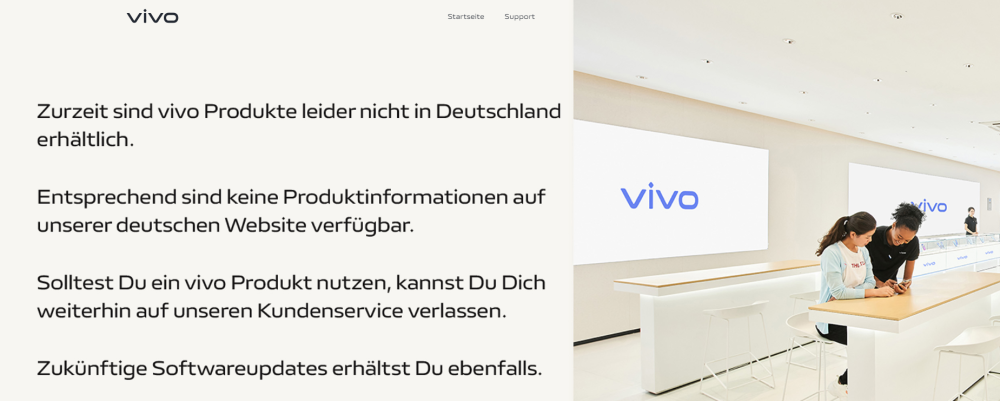 vivo
Startseite
Support
Zurzeit sind vivo Produkte leider nicht in Deutschland
erhältlich.
Entsprechend sind keine Produktinformationen auf
unserer deutschen Website verfügbar.
Solltest Du ein vivo Produkt nutzen, kannst Du Dich
weiterhin auf unseren Kundenservice verlassen.
Zukünftige Softwareupdates erhältst Du ebenfalls.
vivo
vivo
vivo
vivo